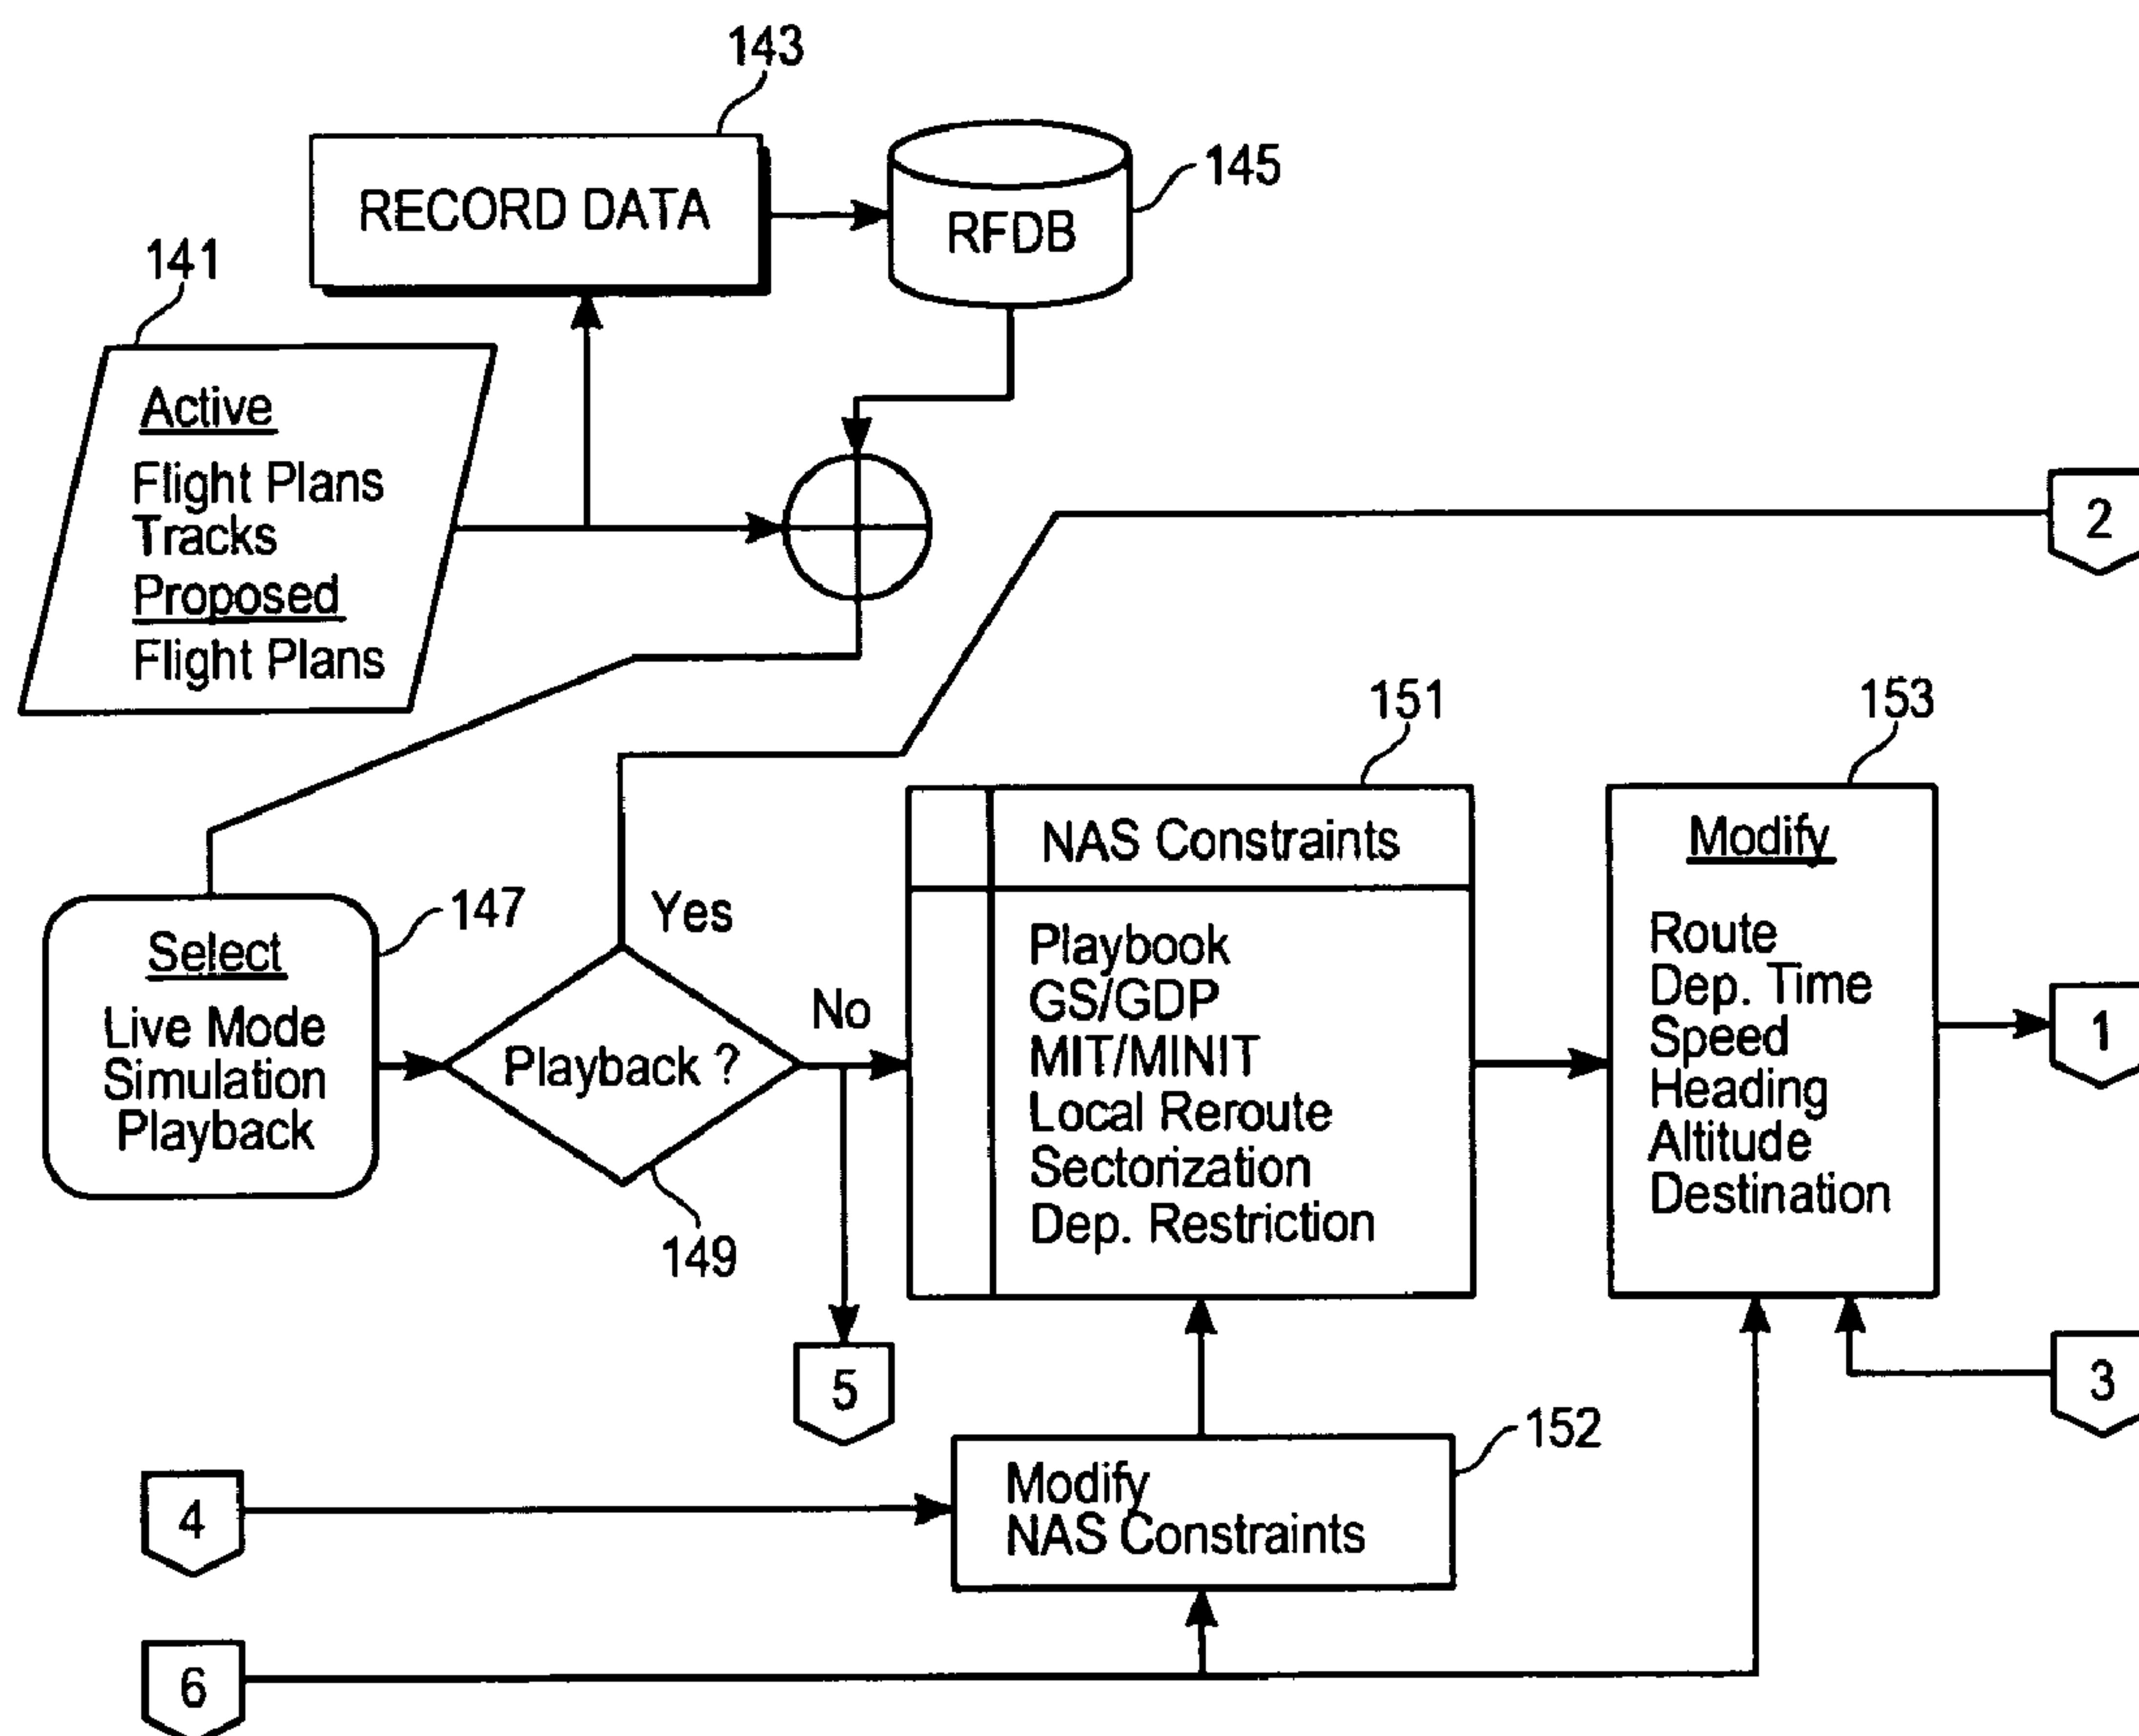 143
RECORD DATA
145
RFDB
141
Active
Flight Plans
Tracks
Proposed
Flight Plans
2
147
Select
Live Mode
Simulation
Playback
Yes
Playback ?
No
149
5
151
NAS Constraints
Playbook
GS/GDP
MIT/MINIT
Local Reroute
Sectorization
Dep. Restriction
153
Modify
Route
Dep. Time
Speed
Heading
Altitude
Destination
1
3
152
Modify
NAS Constraints
4
6